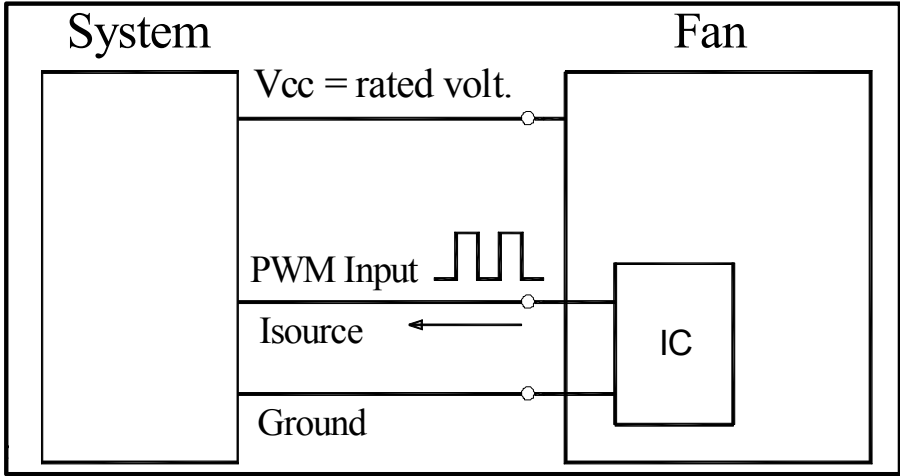 System
Fan
Vcc = rated volt.
PWM Input
Isource
IC
Ground